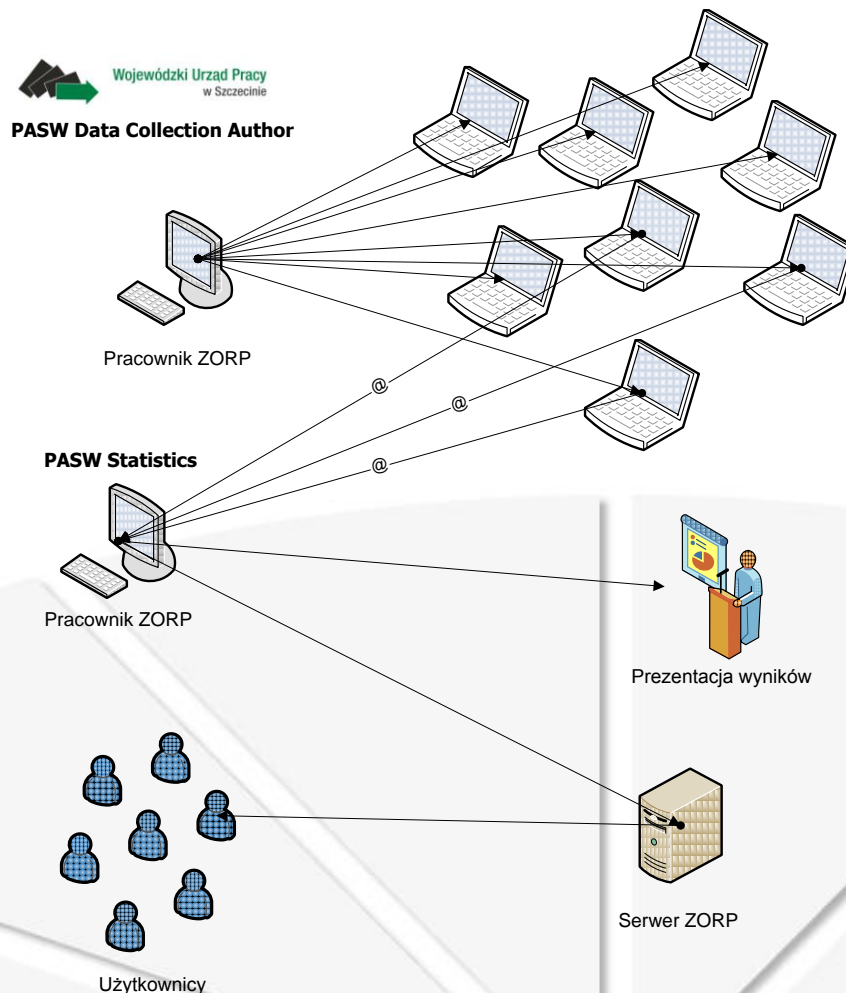 Wojewódzki Urząd Pracy
w Szczecinie
PASW Data Collection Author
Pracownik ZORP
@
@
@
PASW Statistics
Pracownik ZORP
Prezentacja wyników
Serwer ZORP
Użytkownicy